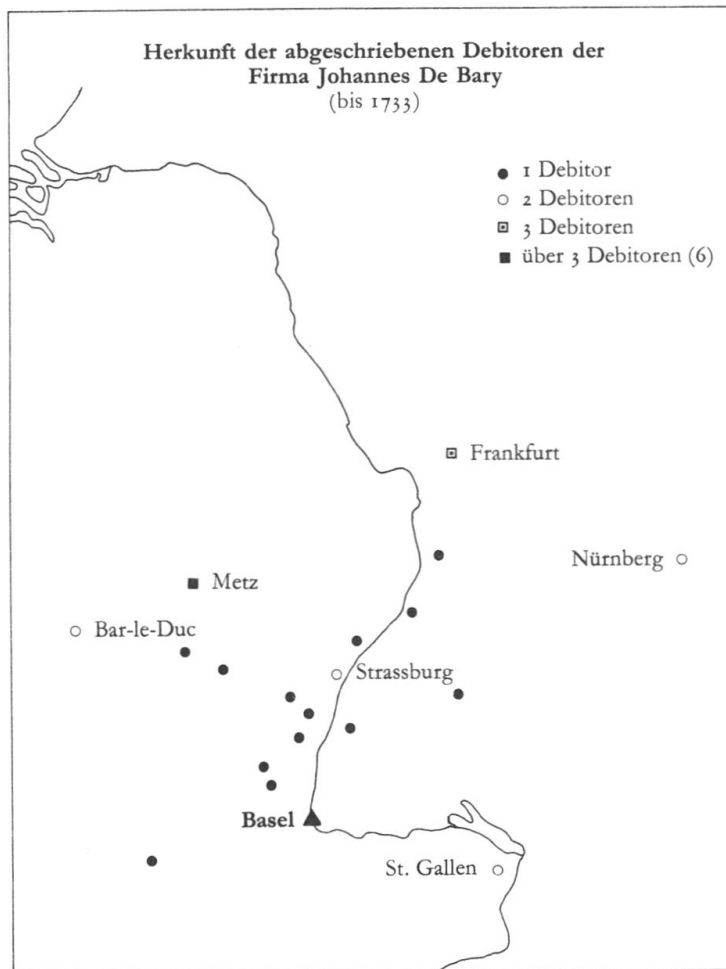 Herkunft der abgeschriebenen Debitoren der
Firma Johannes De Bary
(bis 1733)
1 Debitor
2 Debitoren
3 Debitoren
über 3 Debitoren (6)
Frankfurt
Nürnberg
Metz
Bar-le-Duc
Strassburg
Basel
St. Gallen